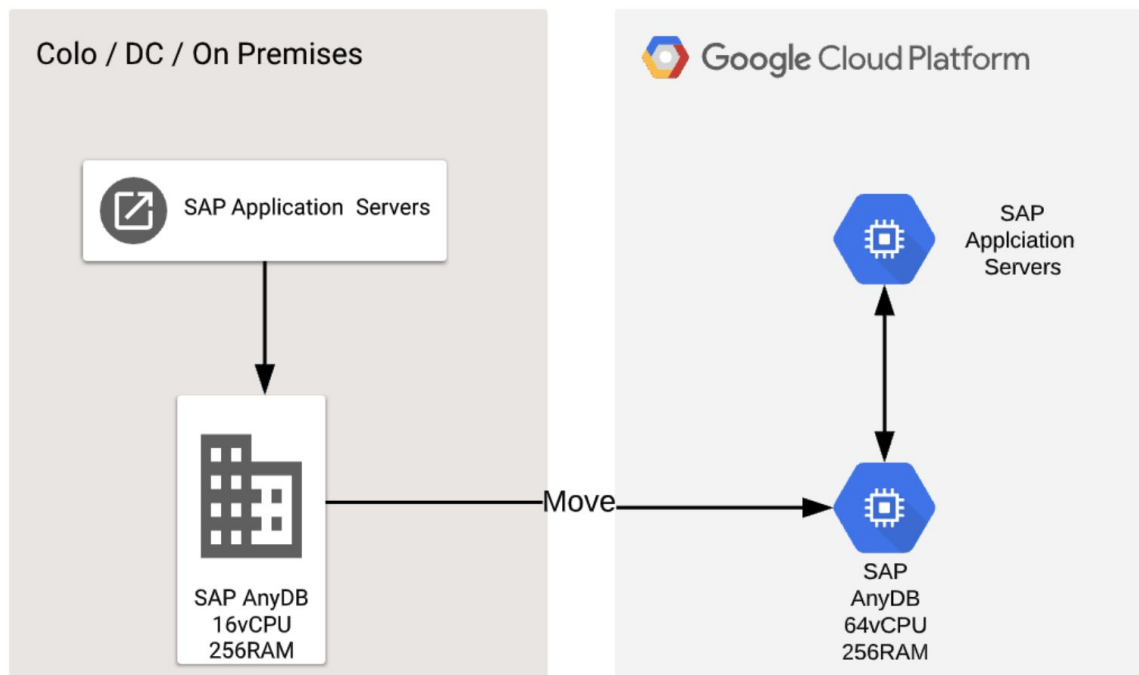 Colo / DC / On Premises
Google Cloud Platform
SAP Application Servers
SAP
Applciation
Servers
Move
SAP AnyDB
16vCPU
256RAM
SAP
AnyDB
64vCPU
256RAM